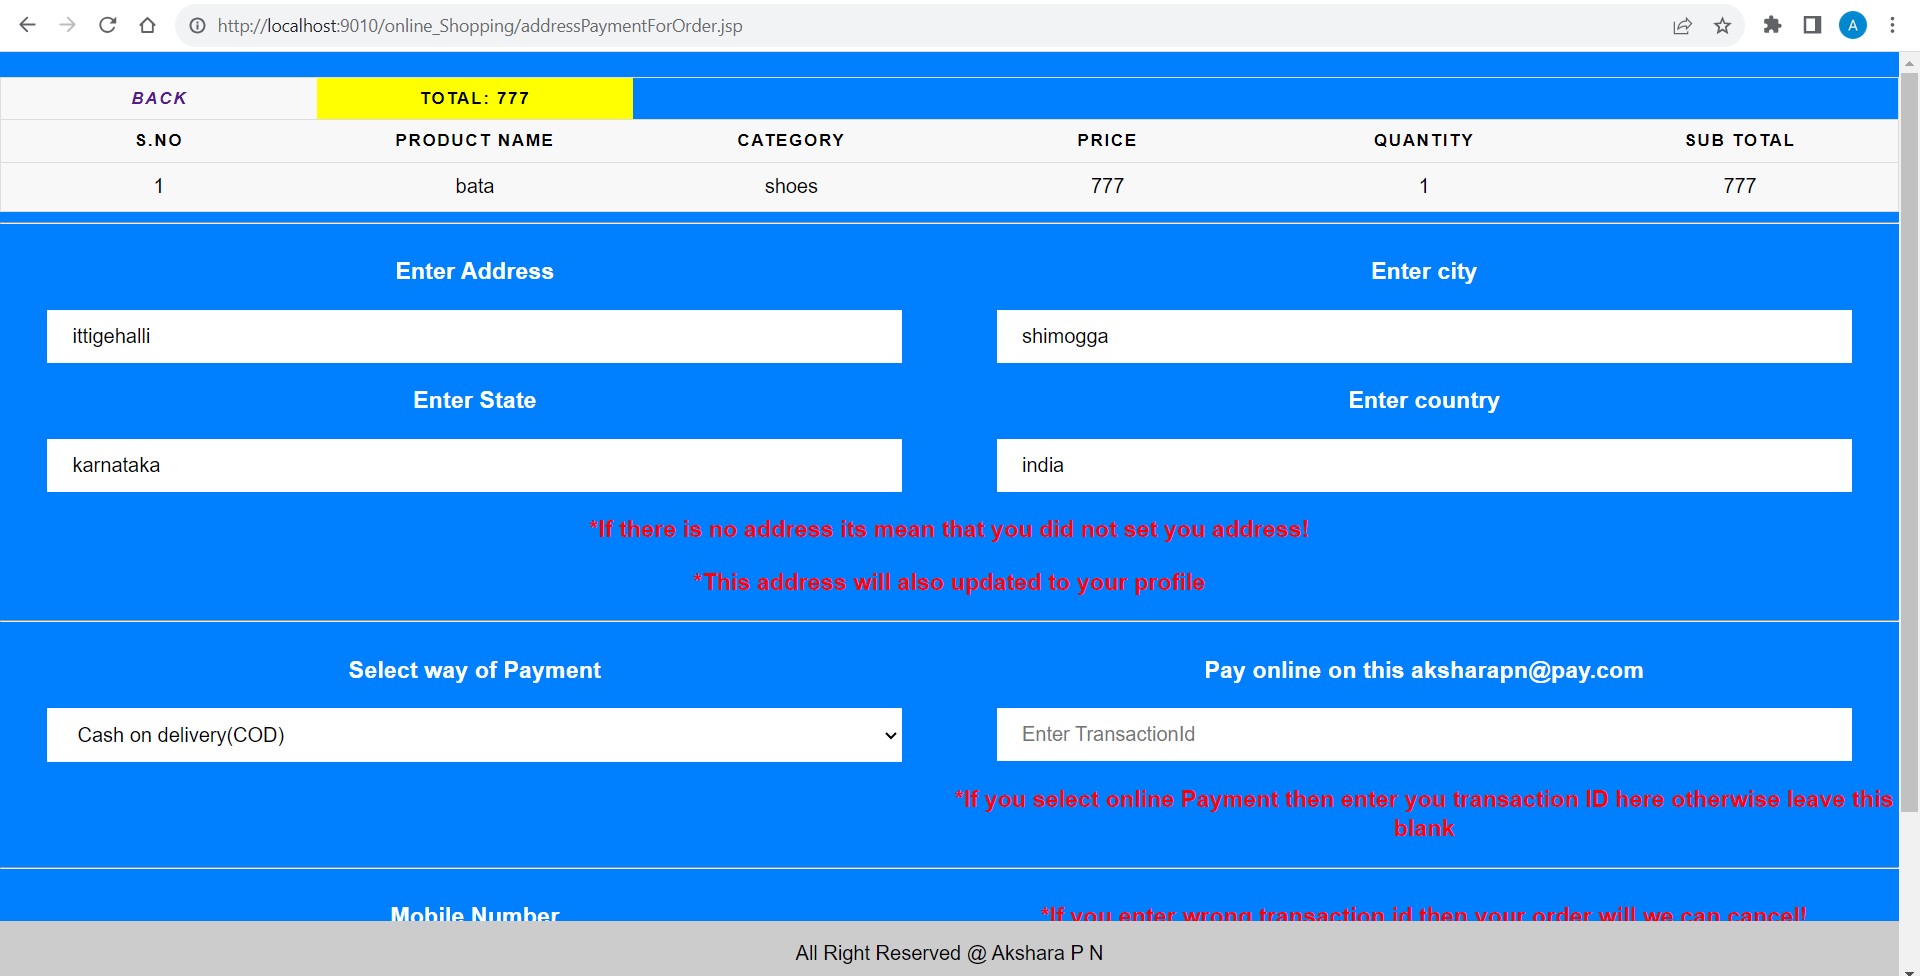 http://localhost:9010/online_Shopping/addressPaymentForOrder.jsp
A
BACK TOTAL: 777
S.NO PRODUCT NAME CATEGORY PRICE QUANTITY SUB TOTAL
1 bata shoes 777 1 777
Enter Address Enter city
ittigehalli shimogga
Enter State Enter country
karnataka india
*If there is no address its mean that you did not set you address!
*This address will also updated to your profile
Select way of Payment Pay online on this aksharapn@pay.com
Cash on delivery(COD) Enter TransactionId
*If you select online Payment then enter you transaction ID here otherwise leave this
blank
Mobile Number *If you enter wrong transaction id then your order will we can cancel!
All Right Reserved @ Akshara P N